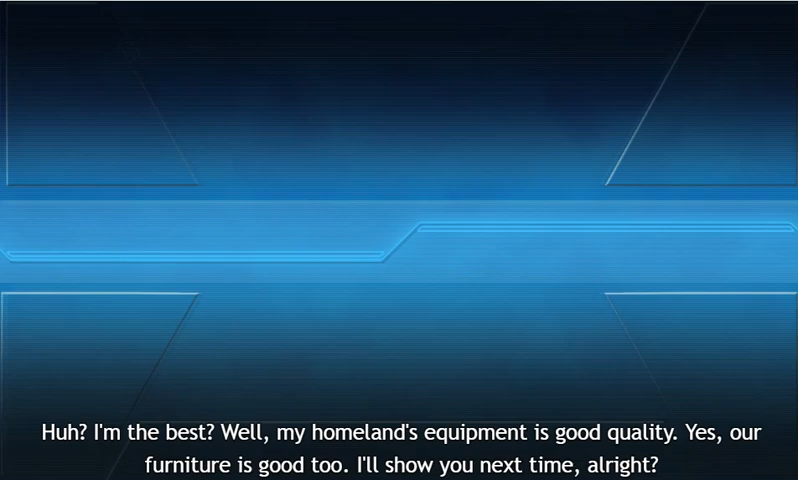 Huh? I'm the best? Well, my homeland's equipment is good quality. Yes, our
furniture is good too. I'll show you next time, alright?